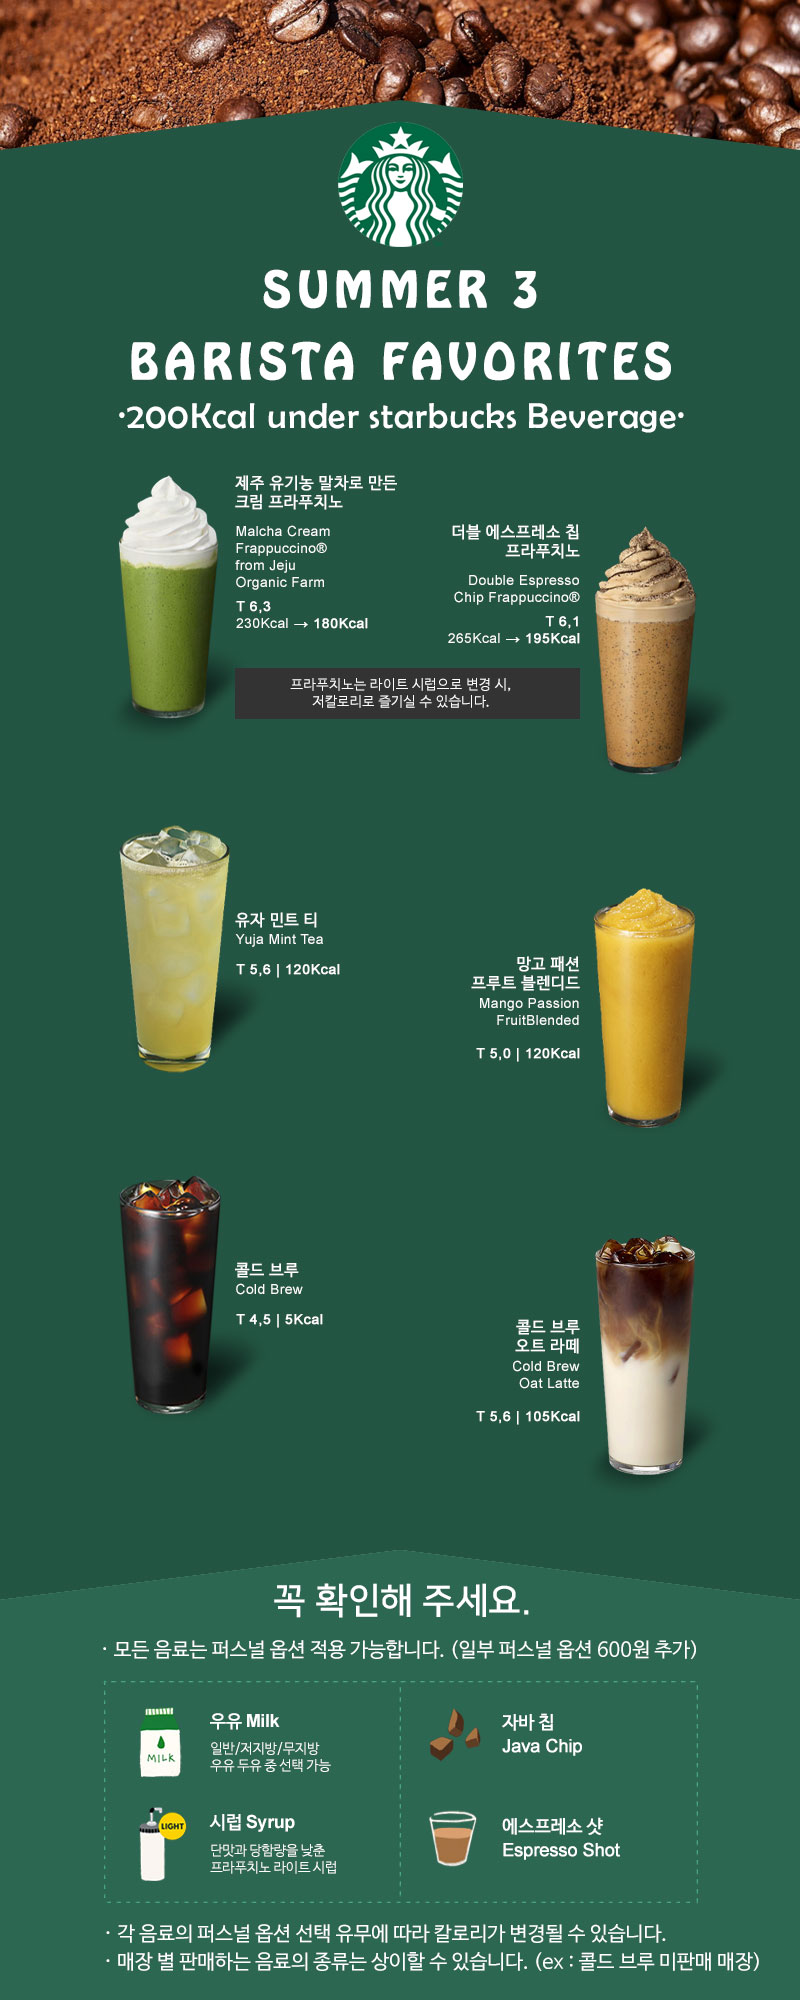 SUMMER 3
BARISTA FAVORITES
·200Kcal under starbucks Beverage·
제주 유기농 말차로 만든
크림 프라푸치노
Malcha Cream
Frappuccino®
from Jeju
Organic Farm
T 6,3
230Kcal → 180Kcal
더블 에스프레소 칩
프라푸치노
Double Espresso
Chip Frappuccino®
T 6,1
265Kcal → 195Kcal
프라푸치노는 라이트 시럽으로 변경 시,
저칼로리로 즐기실 수 있습니다.
유자 민트 티
Yuja Mint Tea
T 5,6 | 120Kcal
망고 패션
프루트 블렌디드
Mango Passion
FruitBlended
T 5,0 | 120Kcal
콜드 브루
Cold Brew
T 4,5 | 5Kcal
콜드 브루
오트 라떼
Cold Brew
Oat Latte
T 5,6 | 105Kcal
꼭 확인해 주세요.
· 모든 음료는 퍼스널 옵션 적용 가능합니다. (일부 퍼스널 옵션 600원 추가)
MILK
우유 Milk
일반/저지방/무지방
우유 두유 중 선택 가능
자바 칩
Java Chip
LIGHT
시럽 Syrup
단맛과 당함량을 낮춘
프라푸치노 라이트 시럽
에스프레소 샷
Espresso Shot
· 각 음료의 퍼스널 옵션 선택 유무에 따라 칼로리가 변경될 수 있습니다.
· 매장 별 판매하는 음료의 종류는 상이할 수 있습니다. (ex : 콜드 브루 미판매 매장)